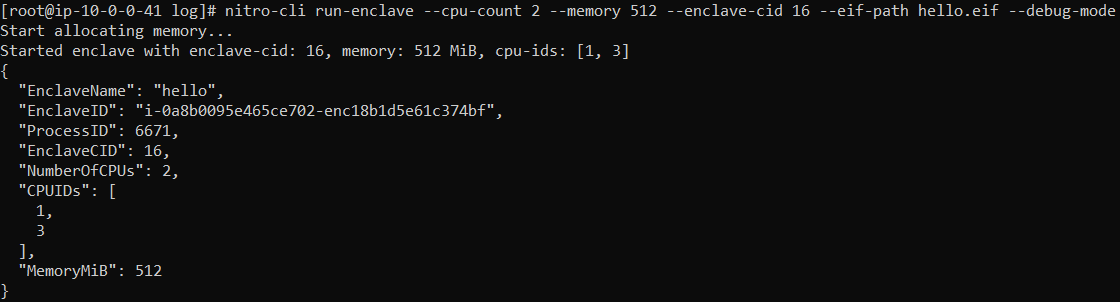 [root@ip-10-0-0-41 log]# nitro-cli run-enclave --cpu-count 2 --memory 512 --enclave-cid 16 --eif-path hello.eif --debug-mode
Start allocating memory...
Started enclave with enclave-cid: 16, memory: 512 MiB, cpu-ids: [1, 3]
{
  "EnclaveName": "hello",
  "EnclaveID": "i-0a8b0095e465ce702-enc18b1d5e61c374bf",
  "ProcessID": 6671,
  "EnclaveCID": 16,
  "NumberOfCPUs": 2,
  "CPUIDs": [
    1,
    3
  ],
  "MemoryMiB": 512
}